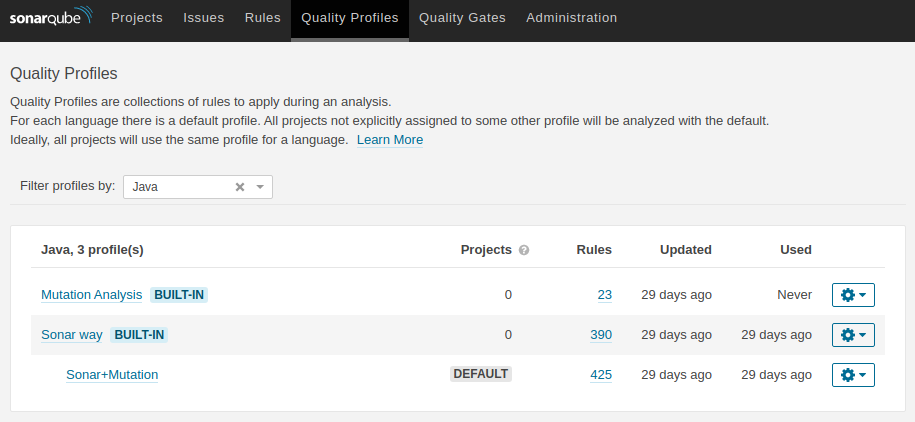 sonarqube Projects Issues Rules Quality Profiles Quality Gates Administration
Quality Profiles
Quality Profiles are collections of rules to apply during an analysis.
For each language there is a default profile. All projects not explicitly assigned to some other profile will be analyzed with the default.
Ideally, all projects will use the same profile for a language. Learn More
Filter profiles by: Java
Java, 3 profile(s) Projects ? Rules Updated Used
Mutation Analysis BUILT-IN 0 23 29 days ago Never
Sonar way BUILT-IN 0 390 29 days ago 29 days ago
Sonar+Mutation DEFAULT 425 29 days ago 29 days ago